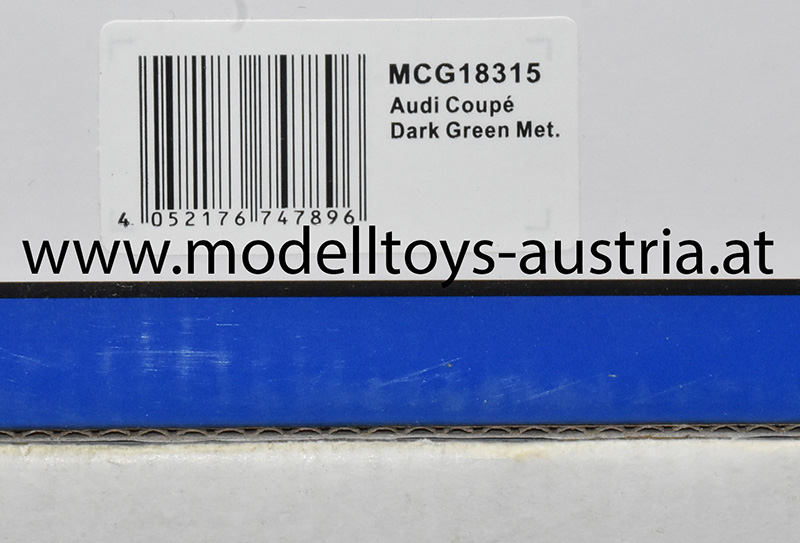 MCG18315
Audi Coupé
Dark Green Met.
4 052176 747896
www.modelltoys-austria.at